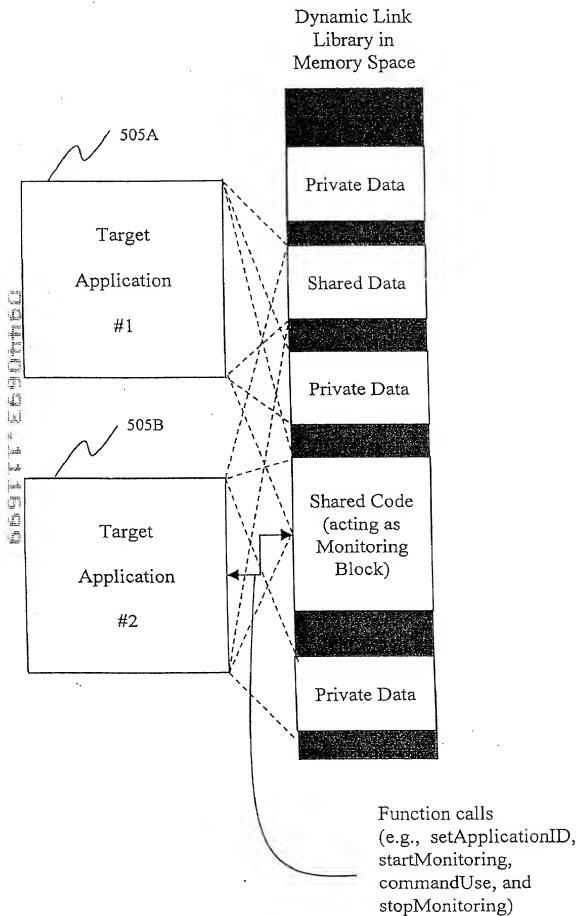 Dynamic Link
Library in
Memory Space
505A
Target
Application
#1
505B
Target
Application
#2
Private Data
Shared Data
Private Data
Shared Code
(acting as
Monitoring
Block)
Private Data
Function calls
(e.g., setApplicationID,
startMonitoring,
commandUse, and
stopMonitoring)